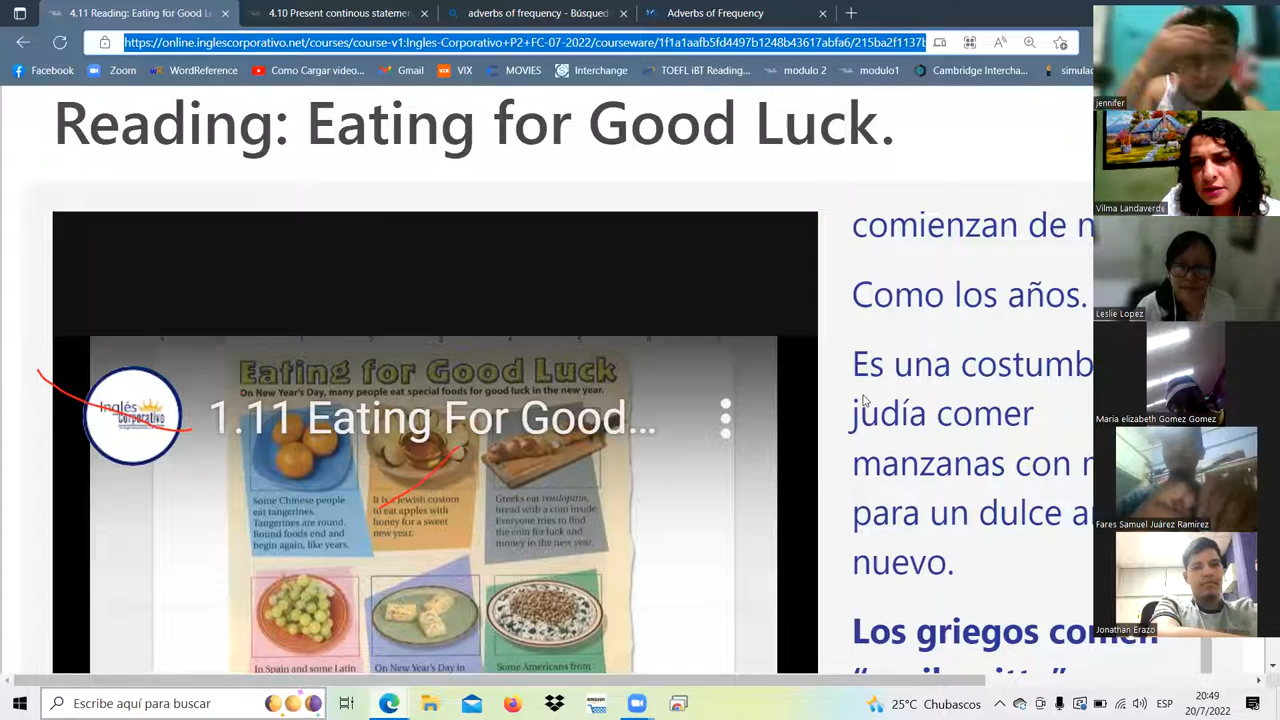 4.11 Reading: Eating for Good L
4.10 Present continous statemen
adverbs of frequency - Búsqued
Adverbs of Frequency
https://online.inglescorporativo.net/courses/course-v1:Ingles-Corporativo+P2+FC-07-2022/courseware/1f1a1aafb5fd4497b1248b43617abfa6/215ba2f1137b
Facebook
Zoom
WordReference
Como Cargar video...
Gmail
VIX
MOVIES
Interchange
TOEFL iBT Reading...
modulo 2
modulo1
Cambridge Intercha...
simulac
Reading: Eating for Good Luck.
Inglés
Corporativo
1.11 Eating For Good...
Eating for Good Luck
On New Year's Day, many people eat special foods for good luck in the new year.
Some Chinese people
eat tangerines.
Tangerines are round.
Round foods end and
begin again, like years.
It is a Jewish custom
to eat apples with
honey for a sweet
new year.
Greeks eat vasilopitta,
bread with a coin inside.
Everyone tries to find
the coin for luck and
money in the new year.
In Spain and some Latin
On New Year's Day in
Some Americans from
comienzan de n
Como los años.
Es una costumb
judía comer
manzanas con m
para un dulce a
nuevo.
Los griegos comen
jennifer
Vilma Landaverde
Leslie Lopez
Maria elizabeth Gomez Gomez
Fares Samuel Juárez Ramirez
Jonathan Erazo
Escribe aquí para buscar
amazon
25°C Chubascos
ESP
20:49
20/7/2022